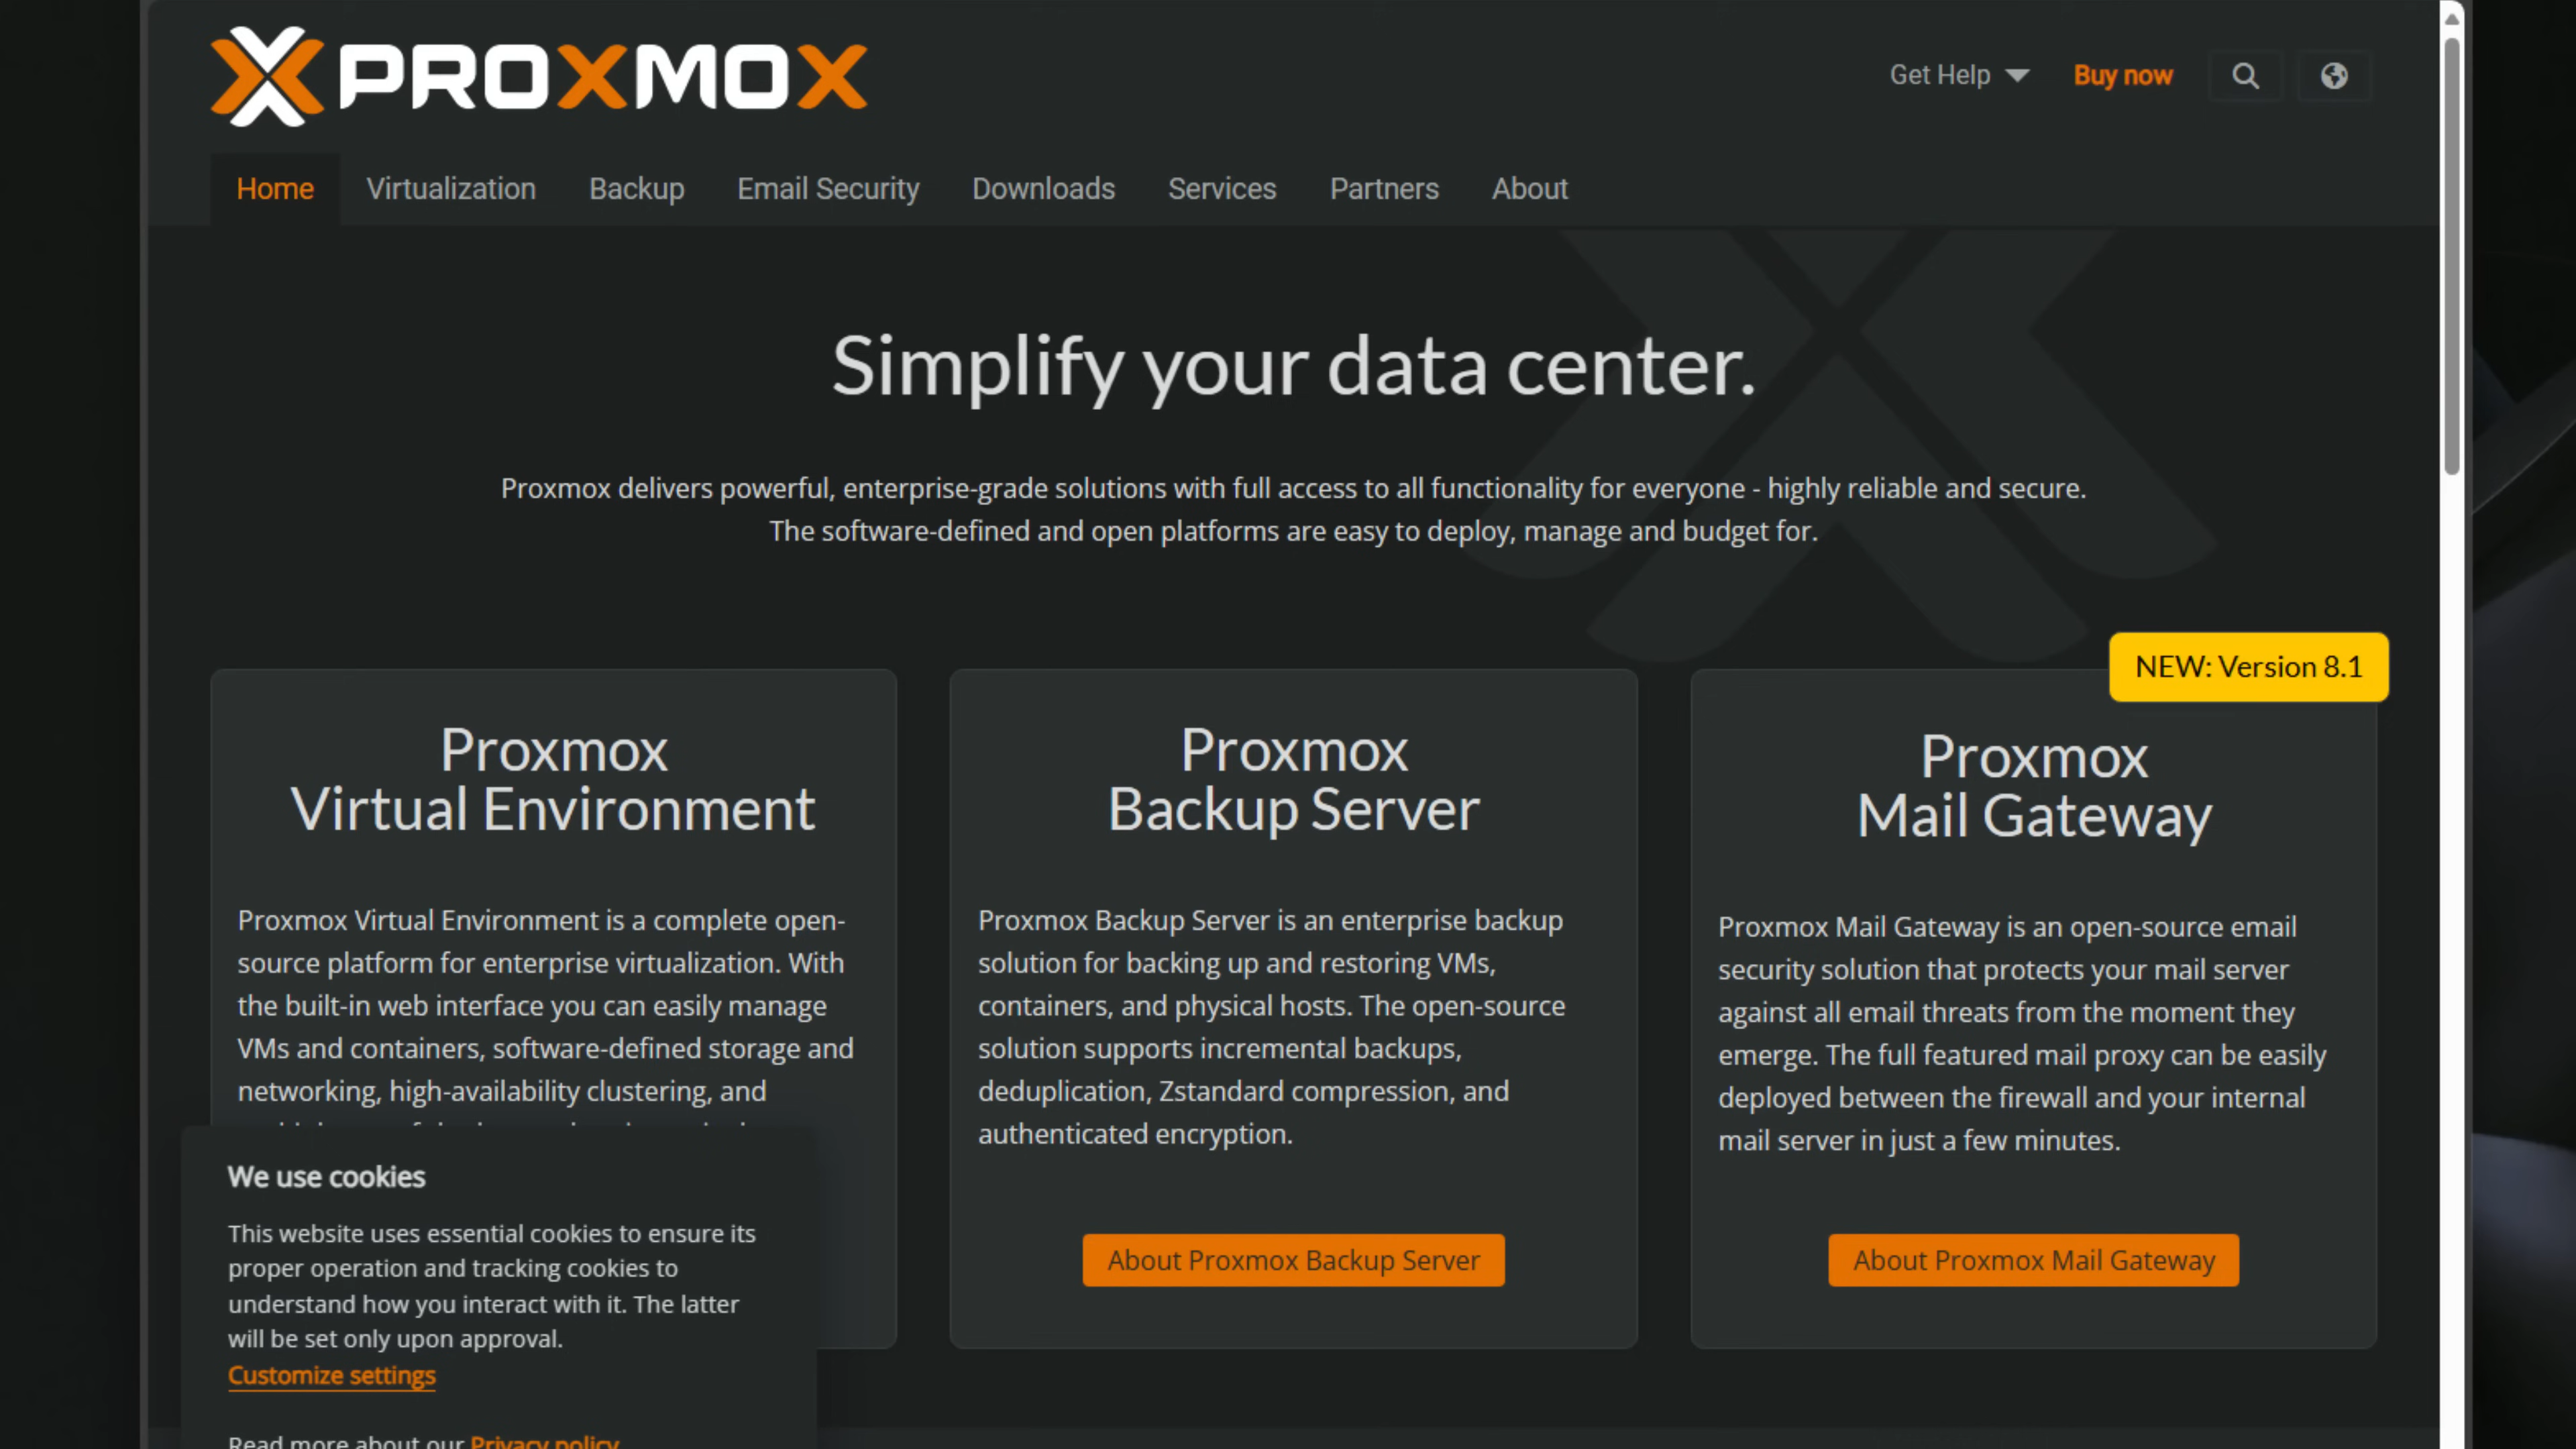 PROXMOX
Get Help
Buy now
Home
Virtualization
Backup
Email Security
Downloads
Services
Partners
About
Simplify your data center.
Proxmox delivers powerful, enterprise-grade solutions with full access to all functionality for everyone - highly reliable and secure.
The software-defined and open platforms are easy to deploy, manage and budget for.
Proxmox
Virtual Environment
Proxmox Virtual Environment is a complete open-
source platform for enterprise virtualization. With
the built-in web interface you can easily manage
VMs and containers, software-defined storage and
networking, high-availability clustering, and
Proxmox
Backup Server
Proxmox Backup Server is an enterprise backup
solution for backing up and restoring VMs,
containers, and physical hosts. The open-source
solution supports incremental backups,
deduplication, Zstandard compression, and
authenticated encryption.
About Proxmox Backup Server
NEW: Version 8.1
Proxmox
Mail Gateway
Proxmox Mail Gateway is an open-source email
security solution that protects your mail server
against all email threats from the moment they
emerge. The full featured mail proxy can be easily
deployed between the firewall and your internal
mail server in just a few minutes.
About Proxmox Mail Gateway
We use cookies
This website uses essential cookies to ensure its
proper operation and tracking cookies to
understand how you interact with it. The latter
will be set only upon approval.
Customize settings
Read more about our Privacy policy